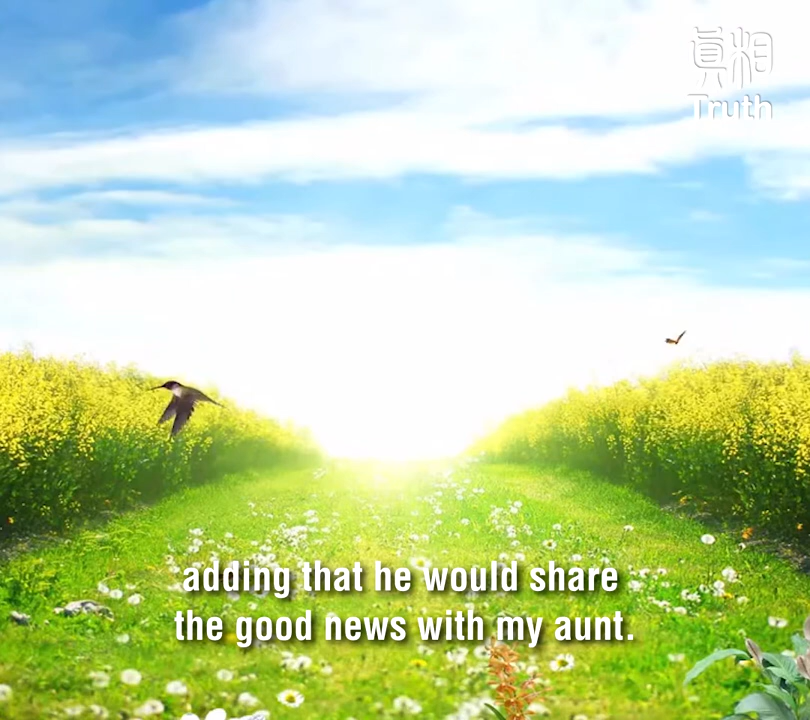 真相
Truth
adding that he would share
the good news with my aunt.